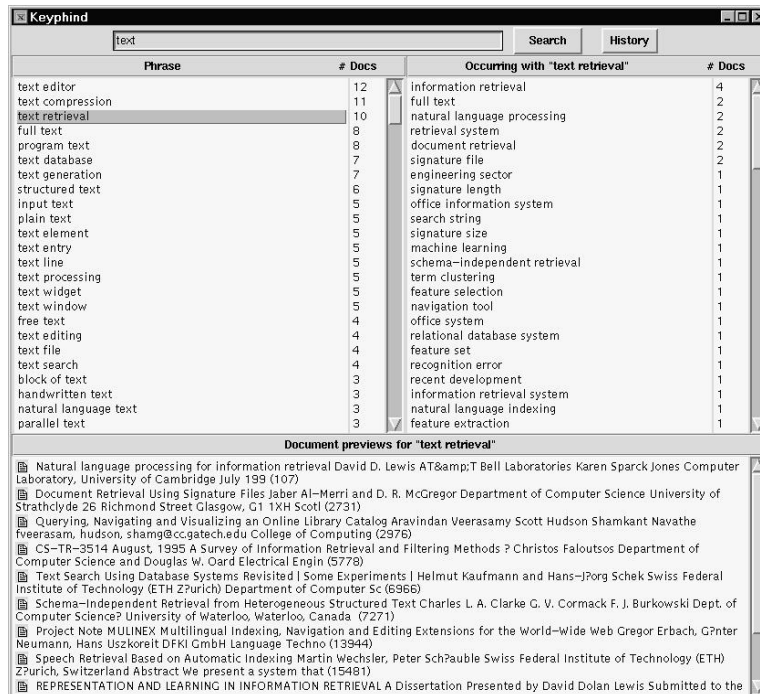 Keyphind
text Search History
Phrase # Docs
text editor 12
text compression 11
text retrieval 10
full text 8
program text 8
text database 7
text generation 7
structured text 6
input text 5
plain text 5
text element 5
text entry 5
text line 5
text processing 5
text widget 5
text window 5
free text 4
text editing 4
text file 4
text search 4
block of text 3
handwritten text 3
natural language text 3
parallel text 3
Occurring with "text retrieval" # Docs
information retrieval 4
full text 2
natural language processing 2
retrieval system 2
document retrieval 2
signature file 2
engineering sector 1
signature length 1
office information system 1
search string 1
signature size 1
machine learning 1
schema-independent retrieval 1
term clustering 1
feature selection 1
navigation tool 1
office system 1
relational database system 1
feature set 1
recognition error 1
recent development 1
information retrieval system 1
natural language indexing 1
feature extraction 1
Document previews for "text retrieval"
Natural language processing for information retrieval David D. Lewis AT&amp;T Bell Laboratories Karen Sparck Jones Computer
Laboratory, University of Cambridge July 199 (107)
Document Retrieval Using Signature Files Jaber Al-Merri and D. R. McGregor Department of Computer Science University of
Strathclyde 26 Richmond Street Glasgow, G1 1XH Scotl (2731)
Querying, Navigating and Visualizing an Online Library Catalog Aravindan Veerasamy Scott Hudson Shamkant Navathe
fveerasam, hudson, shamg@cc.gatech.edu College of Computing (2976)
CS-TR-3514 August, 1995 A Survey of Information Retrieval and Filtering Methods ? Christos Faloutsos Department of
Computer Science and Douglas W. Oard Electrical Engin (5778)
Text Search Using Database Systems Revisited | Some Experiments | Helmut Kaufmann and Hans-J?org Schek Swiss Federal
Institute of Technology (ETH Z?urich) Department of Computer Sc (6966)
Schema-Independent Retrieval from Heterogeneous Structured Text Charles L. A. Clarke G. V. Cormack F. J. Burkowski Dept. of
Computer Science? University of Waterloo, Waterloo, Canada (7271)
Project Note MULINEX Multilingual Indexing, Navigation and Editing Extensions for the World-Wide Web Gregor Erbach, G?nter
Neumann, Hans Uszkoreit DFKI GmbH Language Techno (13944)
Speech Retrieval Based on Automatic Indexing Martin Wechsler, Peter Sch?auble Swiss Federal Institute of Technology (ETH)
Z?urich, Switzerland Abstract We present a system that (15481)
REPRESENTATION AND LEARNING IN INFORMATION RETRIEVAL A Dissertation Presented by David Dolan Lewis Submitted to the